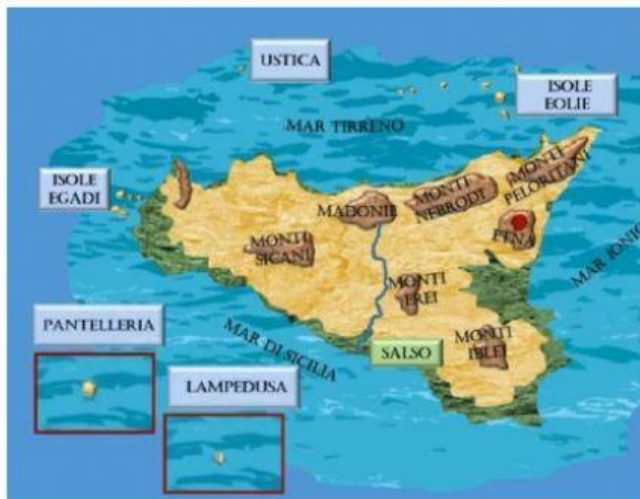 USTICA
ISOLE
EOLIE
MAR TIRRENO
ISOLE
EGADI
MADONIE
MONTI
NEBRODI
MONTI
PELORITANI
MONTI
SICANI
MONTI
EREI
MAR IONIO
PANTELLERIA
MAR DI SICILIA
SALSO
MONTI
IBLEI
LAMPEDUSA